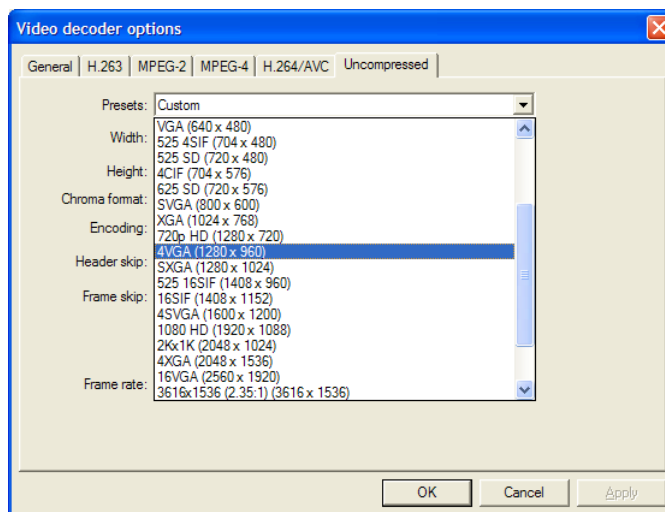 Video decoder options
General H.263 MPEG-2 MPEG-4 H.264/AVC Uncompressed
Presets: Custom
Width:
Height:
Chroma format:
Encoding:
Header skip:
Frame skip:
Frame rate:
VGA (640 x 480)
525 4SIF (704 x 480)
525 SD (720 x 480)
4CIF (704 x 576)
625 SD (720 x 576)
SVGA (800 x 600)
XGA (1024 x 768)
720p HD (1280 x 720)
4VGA (1280 x 960)
SXGA (1280 x 1024)
525 16SIF (1408 x 960)
16SIF (1408 x 1152)
4SVGA (1600 x 1200)
1080 HD (1920 x 1088)
2Kx1K (2048 x 1024)
4XGA (2048 x 1536)
16VGA (2560 x 1920)
3616x1536 (2.35:1) (3616 x 1536)
OK Cancel Apply